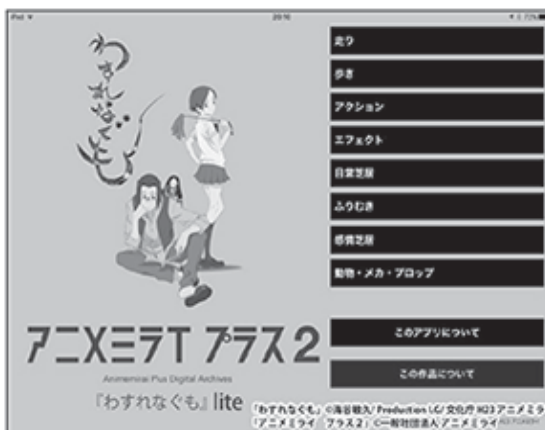 iPad
20:10
72%
わすれなぐも
走り
歩き
アクション
エフェクト
日常芝居
ふりむき
感情芝居
動物・メカ・プロップ
アニメミライ プラス2
Animemirai Plus Digital Archives
『わすれなぐも』lite
このアプリについて
この作品について
「わすれなぐも」©海谷敏久/Production I.G/文化庁 H23 アニメミラ
「アニメミライ プラス2」©一般社団法人 アニメミライ